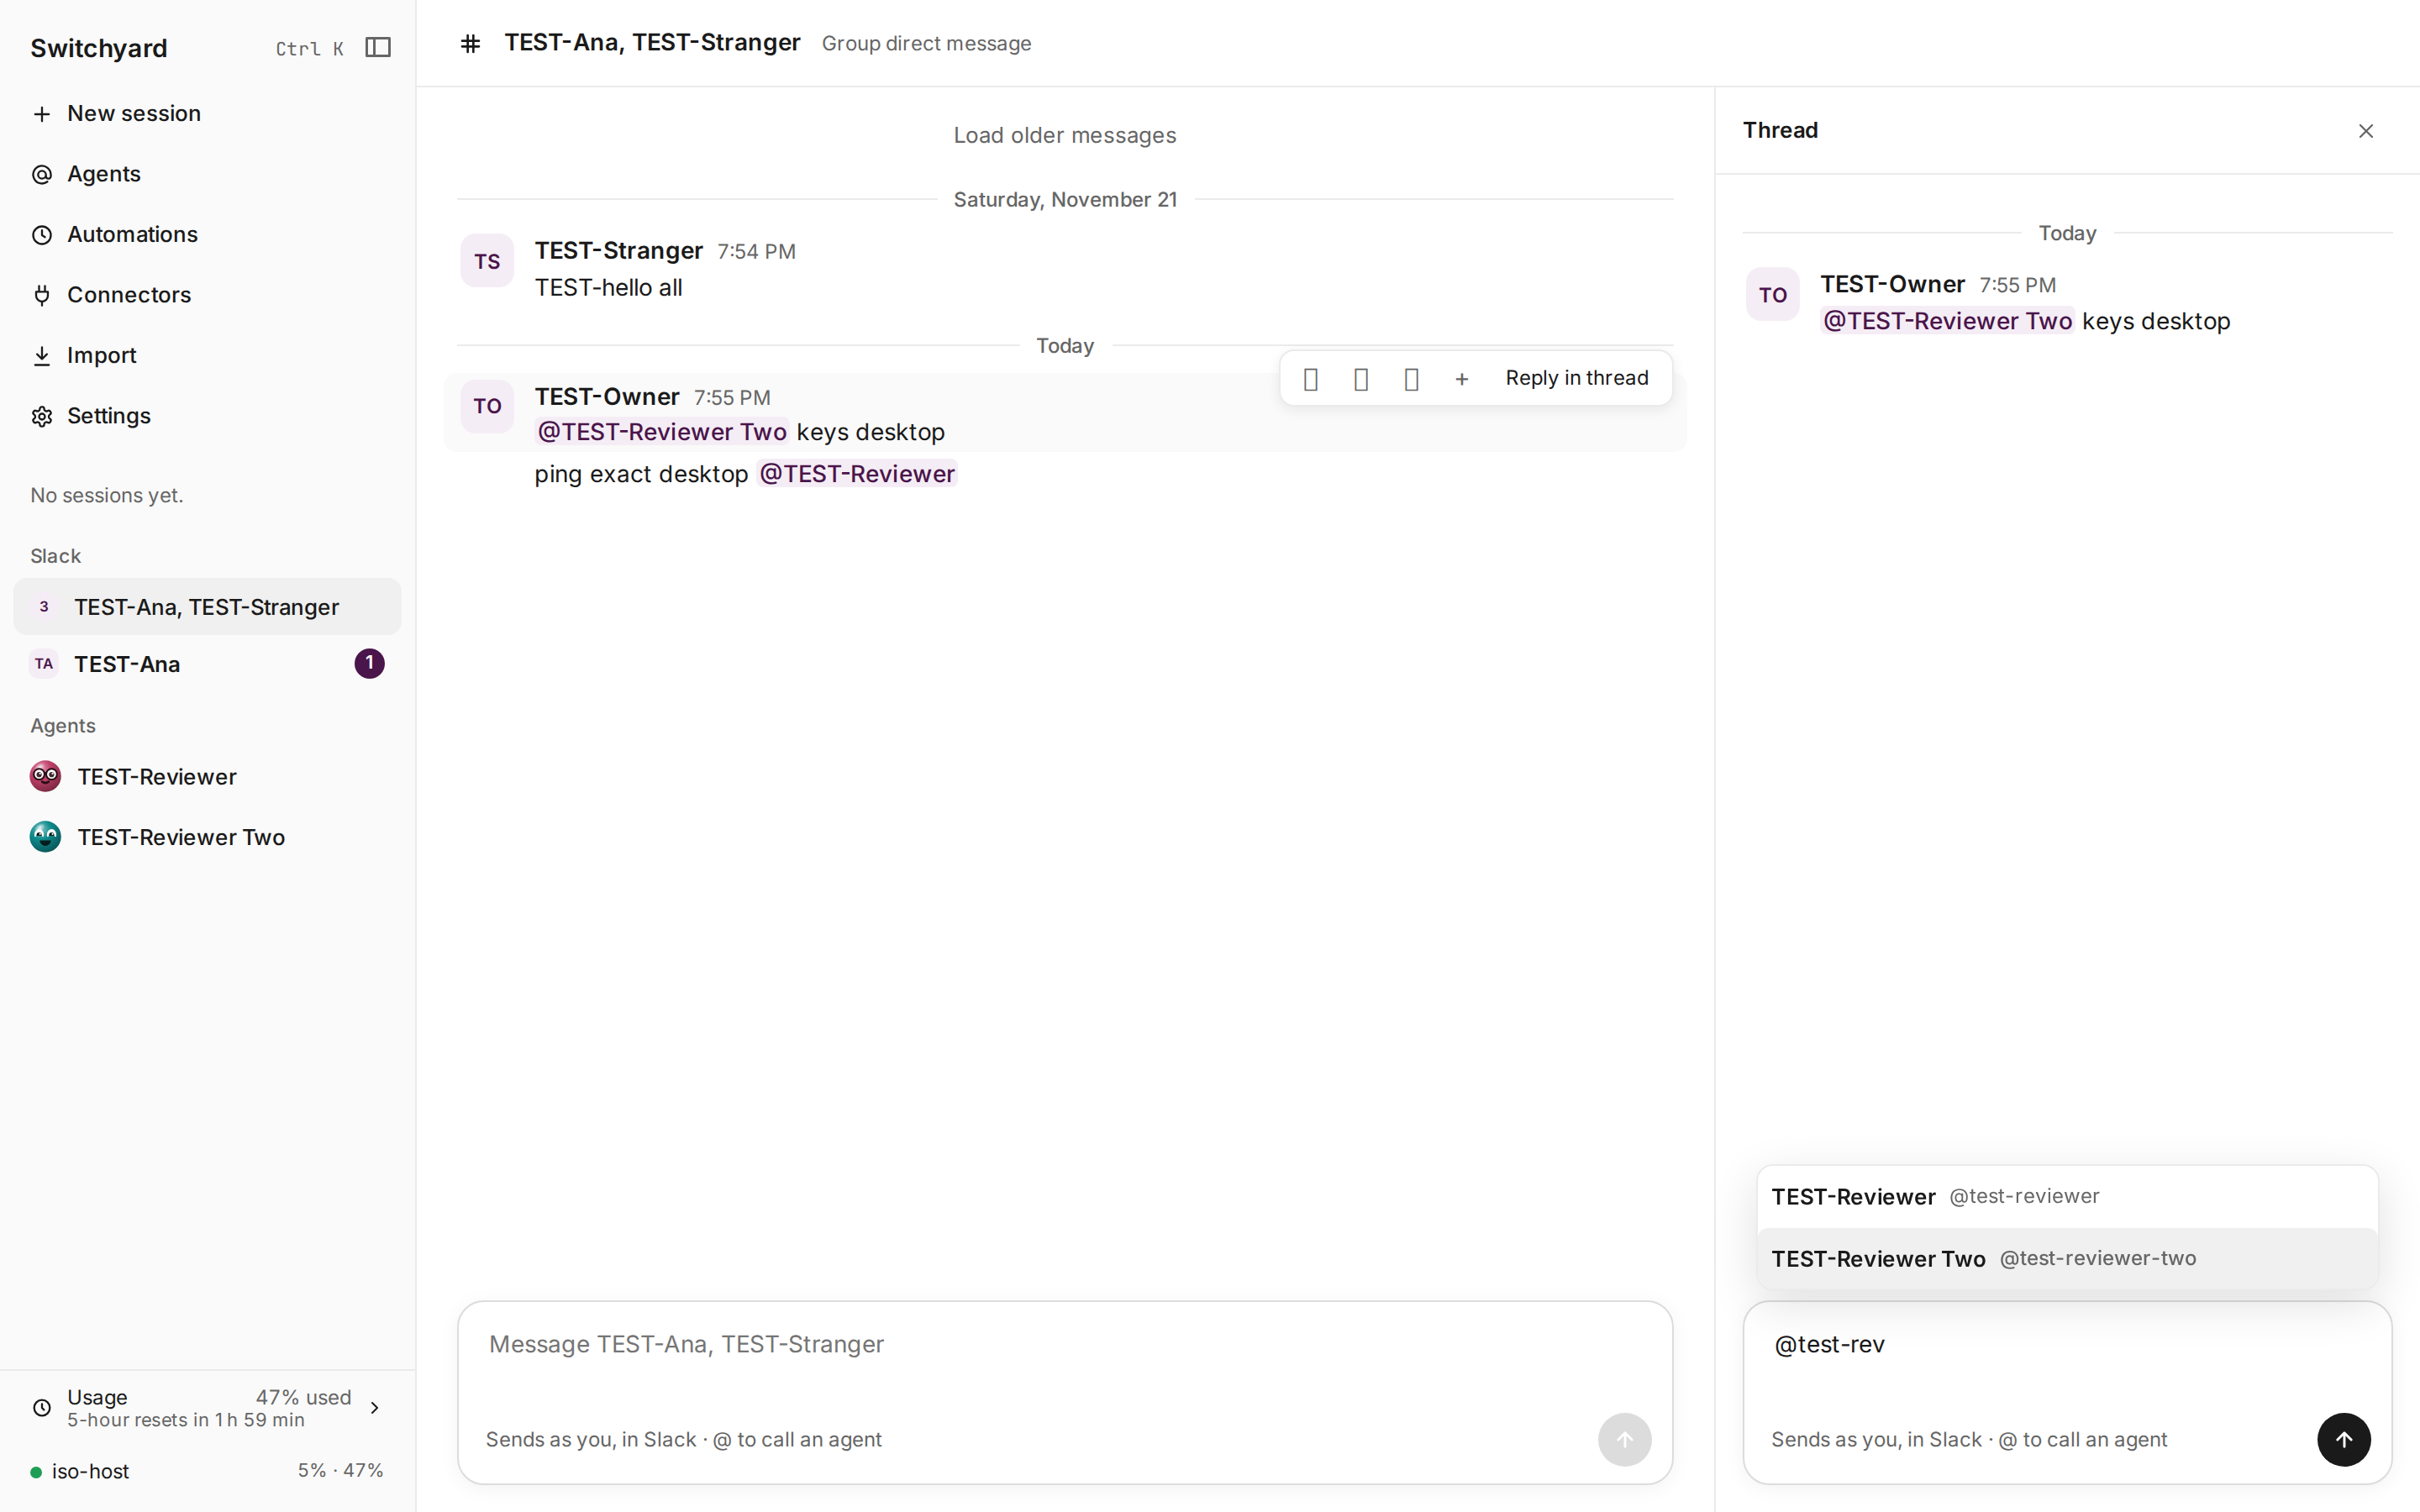 Switchyard
Ctrl K
New session
Agents
Automations
Connectors
Import
Settings
No sessions yet.
Slack
3 TEST-Ana, TEST-Stranger
TA TEST-Ana 1
Agents
TEST-Reviewer
TEST-Reviewer Two
Usage 47% used
5-hour resets in 1 h 59 min
iso-host 5% · 47%
# TEST-Ana, TEST-Stranger Group direct message
Load older messages
Saturday, November 21
TS TEST-Stranger 7:54 PM
TEST-hello all
Today
+ Reply in thread
TO TEST-Owner 7:55 PM
@TEST-Reviewer Two keys desktop
ping exact desktop @TEST-Reviewer
Message TEST-Ana, TEST-Stranger
Sends as you, in Slack · @ to call an agent
Thread
Today
TO TEST-Owner 7:55 PM
@TEST-Reviewer Two keys desktop
TEST-Reviewer @test-reviewer
TEST-Reviewer Two @test-reviewer-two
@test-rev
Sends as you, in Slack · @ to call an agent